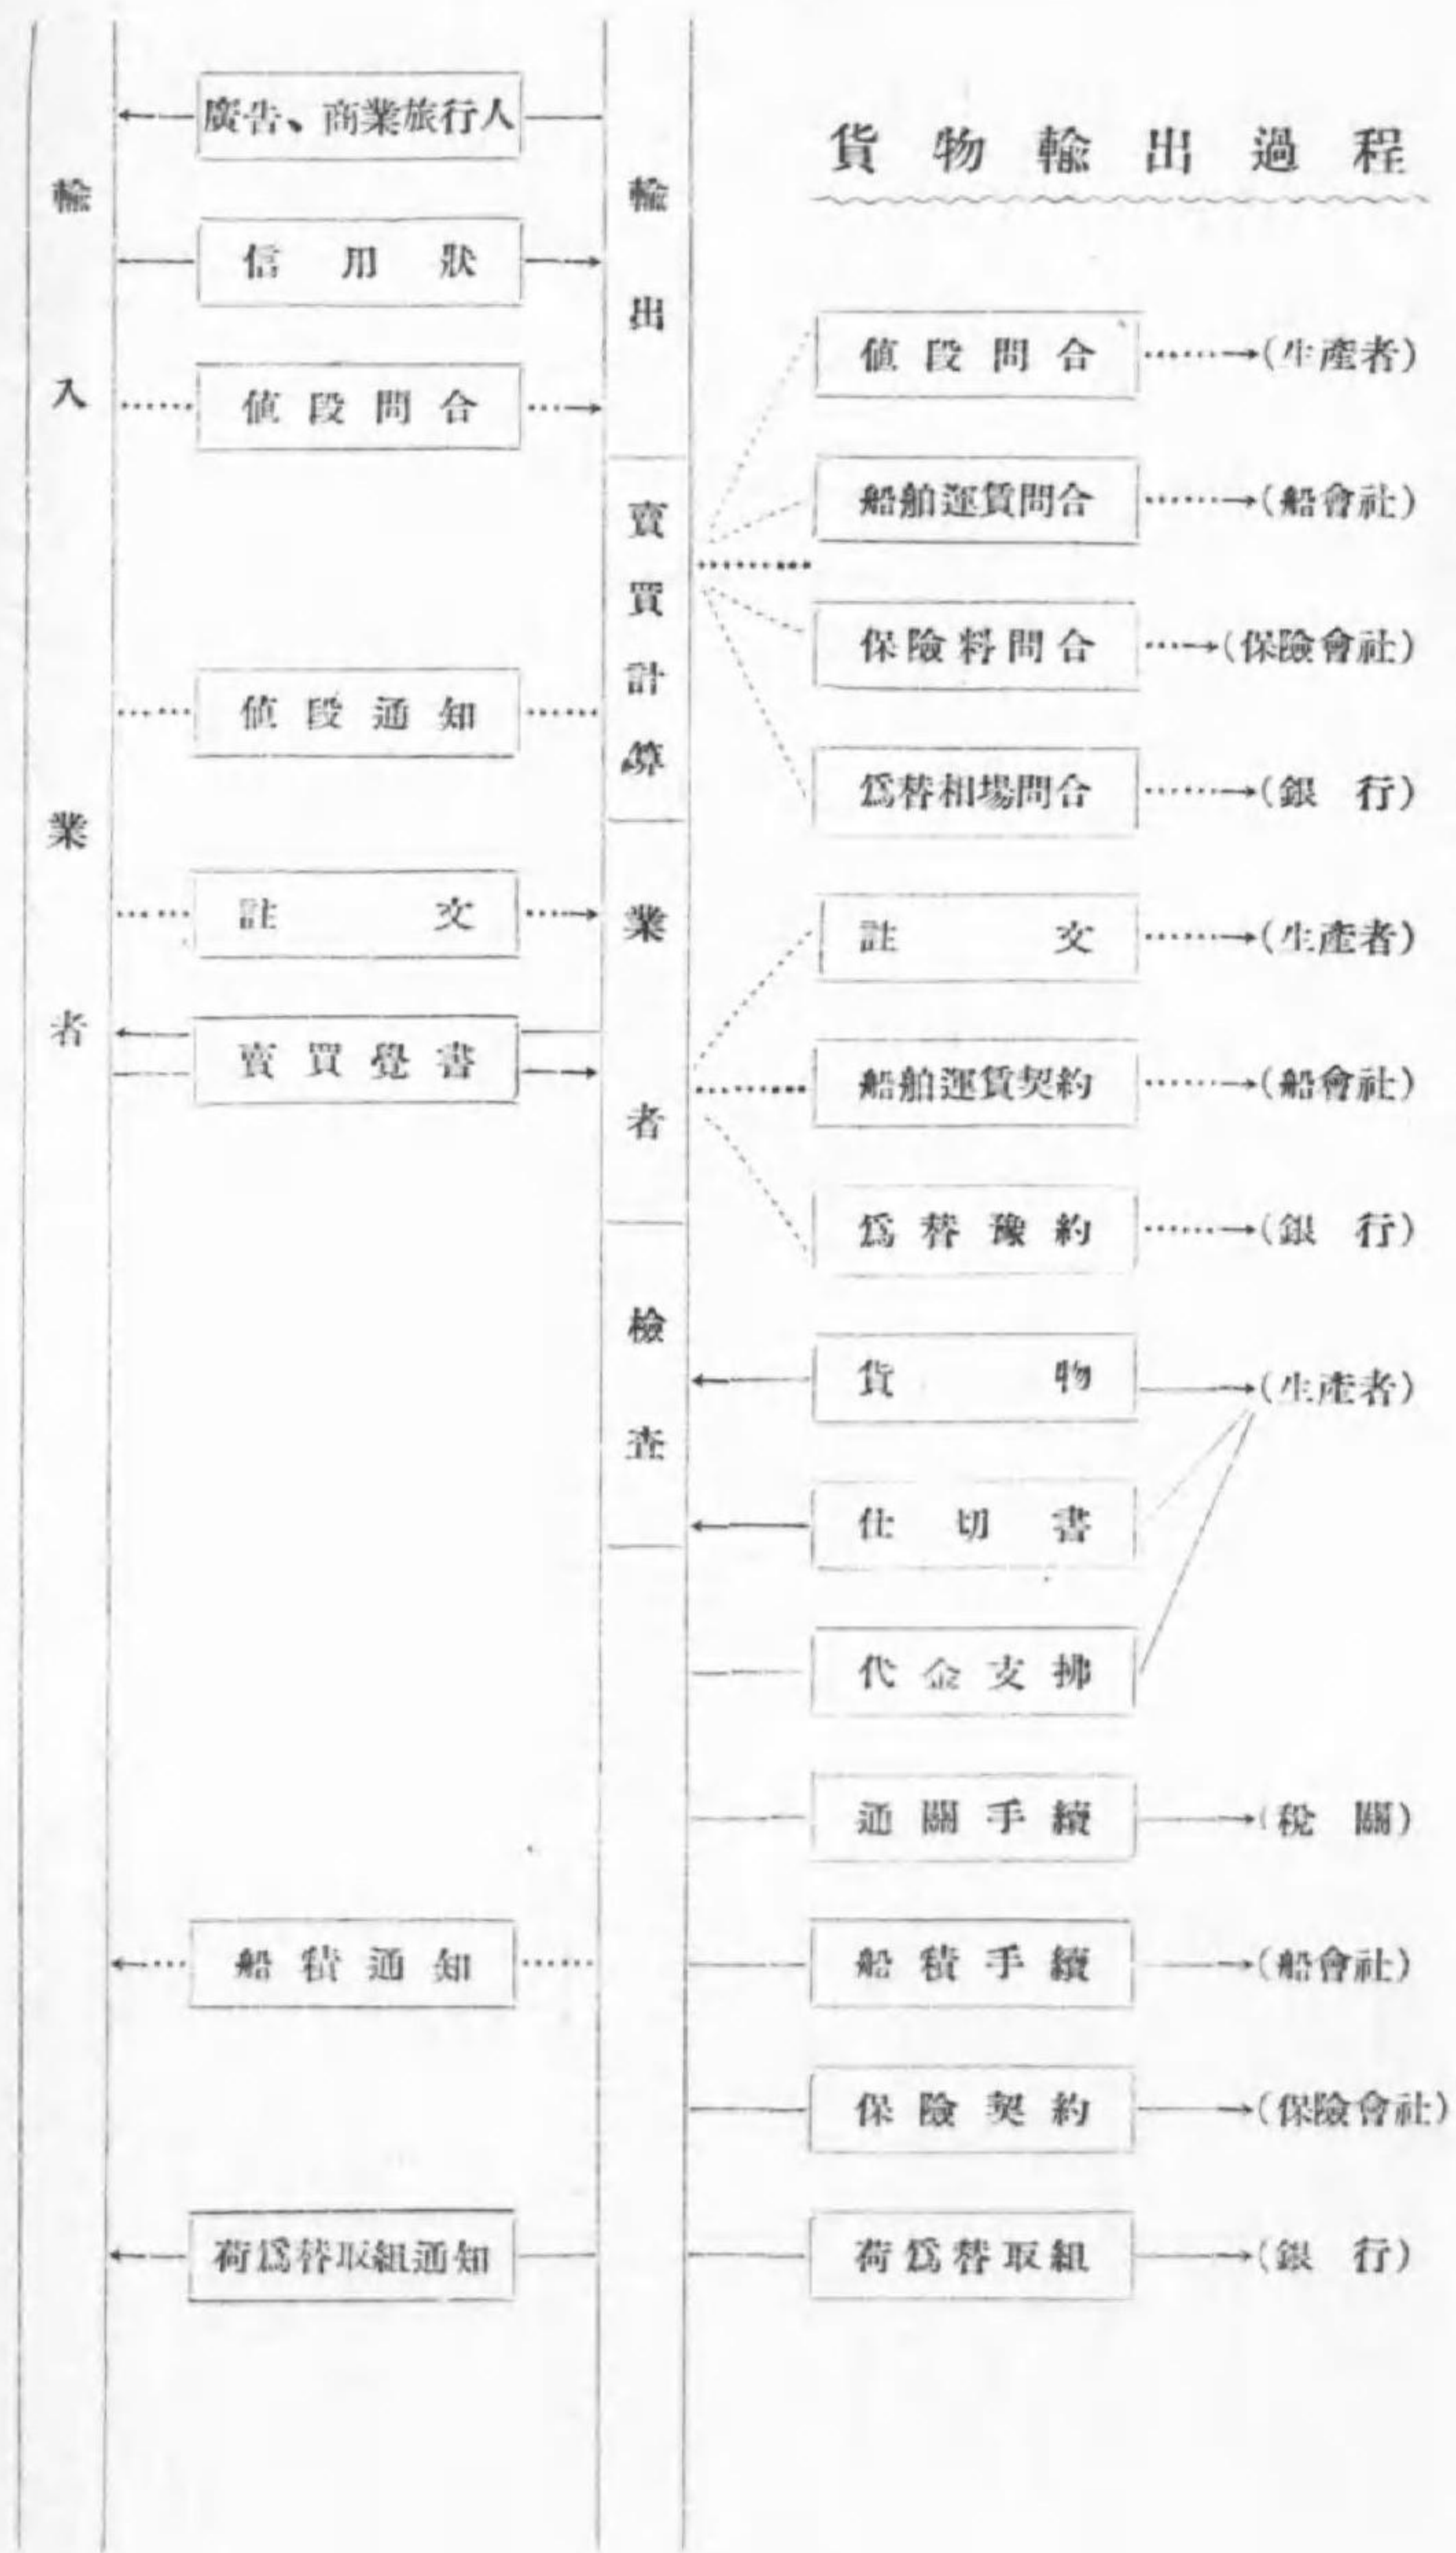 貨物輸出過程
輸入業者
廣告、商業旅行人
信用狀
値段問合
値段通知
註文
賣買覺書
船積通知
荷爲替取組通知
輸出
賣買計算
業者
檢査
値段問合
(生產者)
船舶運賃問合
(船會社)
保險料問合
(保險會社)
爲替相場問合
(銀行)
註文
(生產者)
船舶運賃契約
(船會社)
爲替豫約
(銀行)
貨物
(生產者)
仕切書
代金支拂
通關手續
(稅關)
船積手續
(船會社)
保險契約
(保險會社)
荷爲替取組
(銀行)